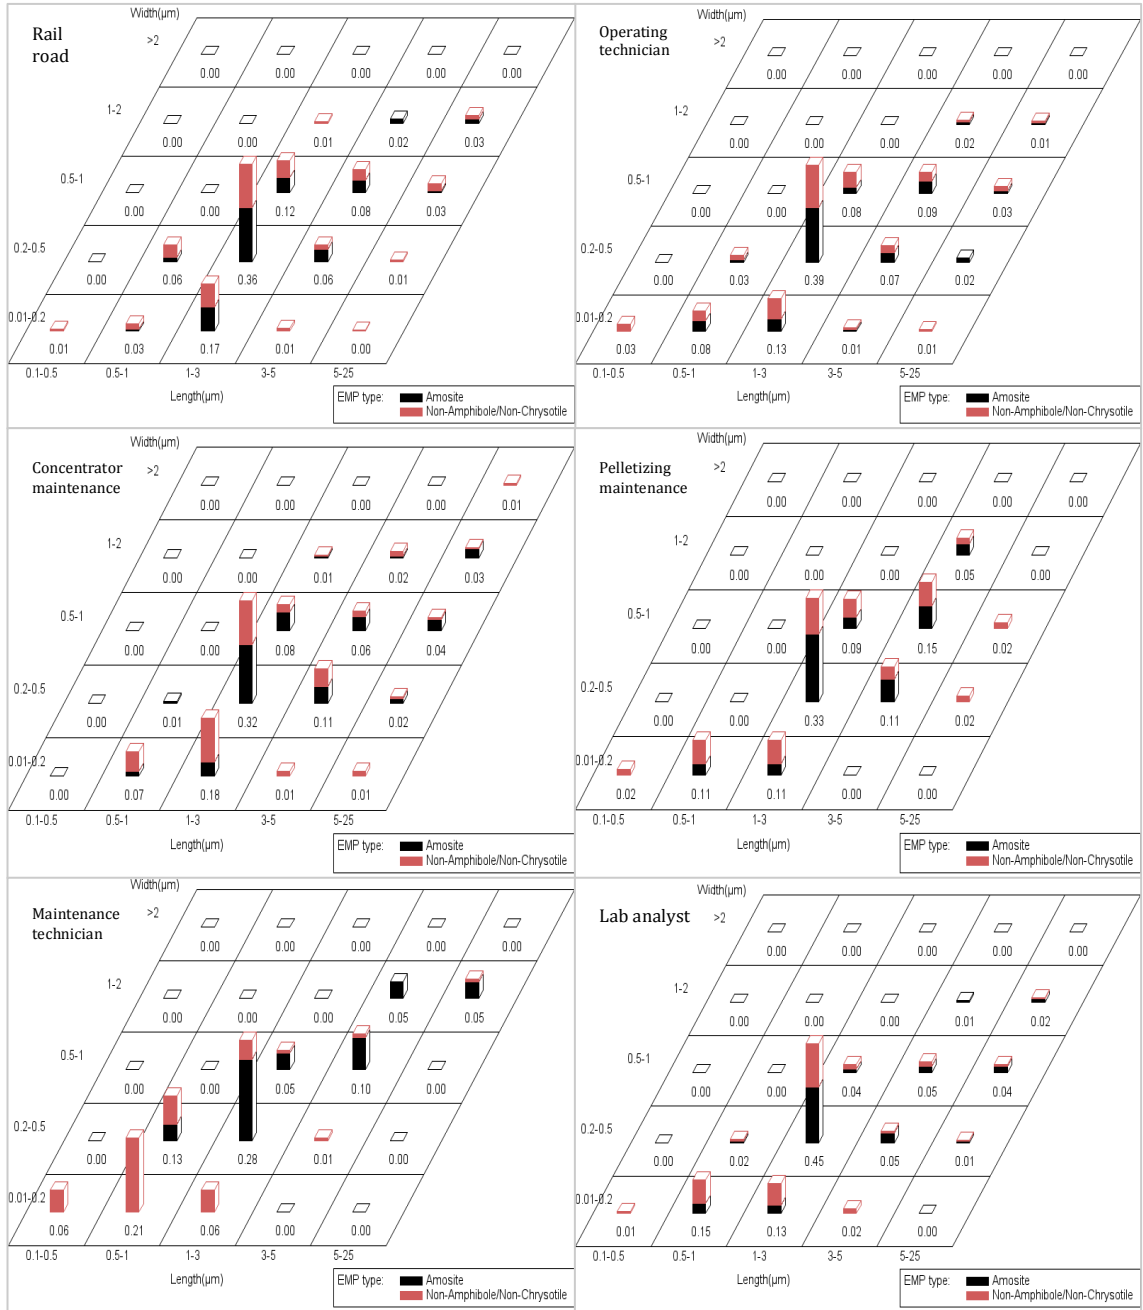 Width(µm)
Rail
road
>2
0.00 0.00 0.00 0.00 0.00
1-2
0.00 0.00 0.01 0.02 0.03
0.5-1
0.00 0.00 0.12 0.08 0.03
0.2-0.5
0.00 0.06 0.36 0.06 0.01
0.01-0.2
0.01 0.03 0.17 0.01 0.00
0.1-0.5 0.5-1 1-3 3-5 5-25
Length(µm)
EMP type: Amosite
Non-Amphibole/Non-Chrysotile
Width(µm)
Operating
technician
>2
0.00 0.00 0.00 0.00 0.00
1-2
0.00 0.00 0.00 0.02 0.01
0.5-1
0.00 0.00 0.08 0.09 0.03
0.2-0.5
0.00 0.03 0.39 0.07 0.02
0.01-0.2
0.03 0.08 0.13 0.01 0.01
0.1-0.5 0.5-1 1-3 3-5 5-25
Length(µm)
EMP type: Amosite
Non-Amphibole/Non-Chrysotile
Width(µm)
Concentrator
maintenance
>2
0.00 0.00 0.00 0.00 0.01
1-2
0.00 0.00 0.01 0.02 0.03
0.5-1
0.00 0.00 0.08 0.06 0.04
0.2-0.5
0.00 0.01 0.32 0.11 0.02
0.01-0.2
0.00 0.07 0.18 0.01 0.01
0.1-0.5 0.5-1 1-3 3-5 5-25
Length(µm)
EMP type: Amosite
Non-Amphibole/Non-Chrysotile
Width(µm)
Pelletizing
maintenance
>2
0.00 0.00 0.00 0.00 0.00
1-2
0.00 0.00 0.00 0.05 0.00
0.5-1
0.00 0.00 0.09 0.15 0.02
0.2-0.5
0.00 0.00 0.33 0.11 0.02
0.01-0.2
0.02 0.11 0.11 0.00 0.00
0.1-0.5 0.5-1 1-3 3-5 5-25
Length(µm)
EMP type: Amosite
Non-Amphibole/Non-Chrysotile
Width(µm)
Maintenance
technician
>2
0.00 0.00 0.00 0.00 0.00
1-2
0.00 0.00 0.00 0.05 0.05
0.5-1
0.00 0.00 0.05 0.10 0.00
0.2-0.5
0.00 0.13 0.28 0.01 0.00
0.01-0.2
0.06 0.21 0.06 0.00 0.00
0.1-0.5 0.5-1 1-3 3-5 5-25
Length(µm)
EMP type: Amosite
Non-Amphibole/Non-Chrysotile
Width(µm)
Lab analyst
>2
0.00 0.00 0.00 0.00 0.00
1-2
0.00 0.00 0.00 0.01 0.02
0.5-1
0.00 0.00 0.04 0.05 0.04
0.2-0.5
0.00 0.02 0.45 0.05 0.01
0.01-0.2
0.01 0.15 0.13 0.02 0.00
0.1-0.5 0.5-1 1-3 3-5 5-25
Length(µm)
EMP type: Amosite
Non-Amphibole/Non-Chrysotile